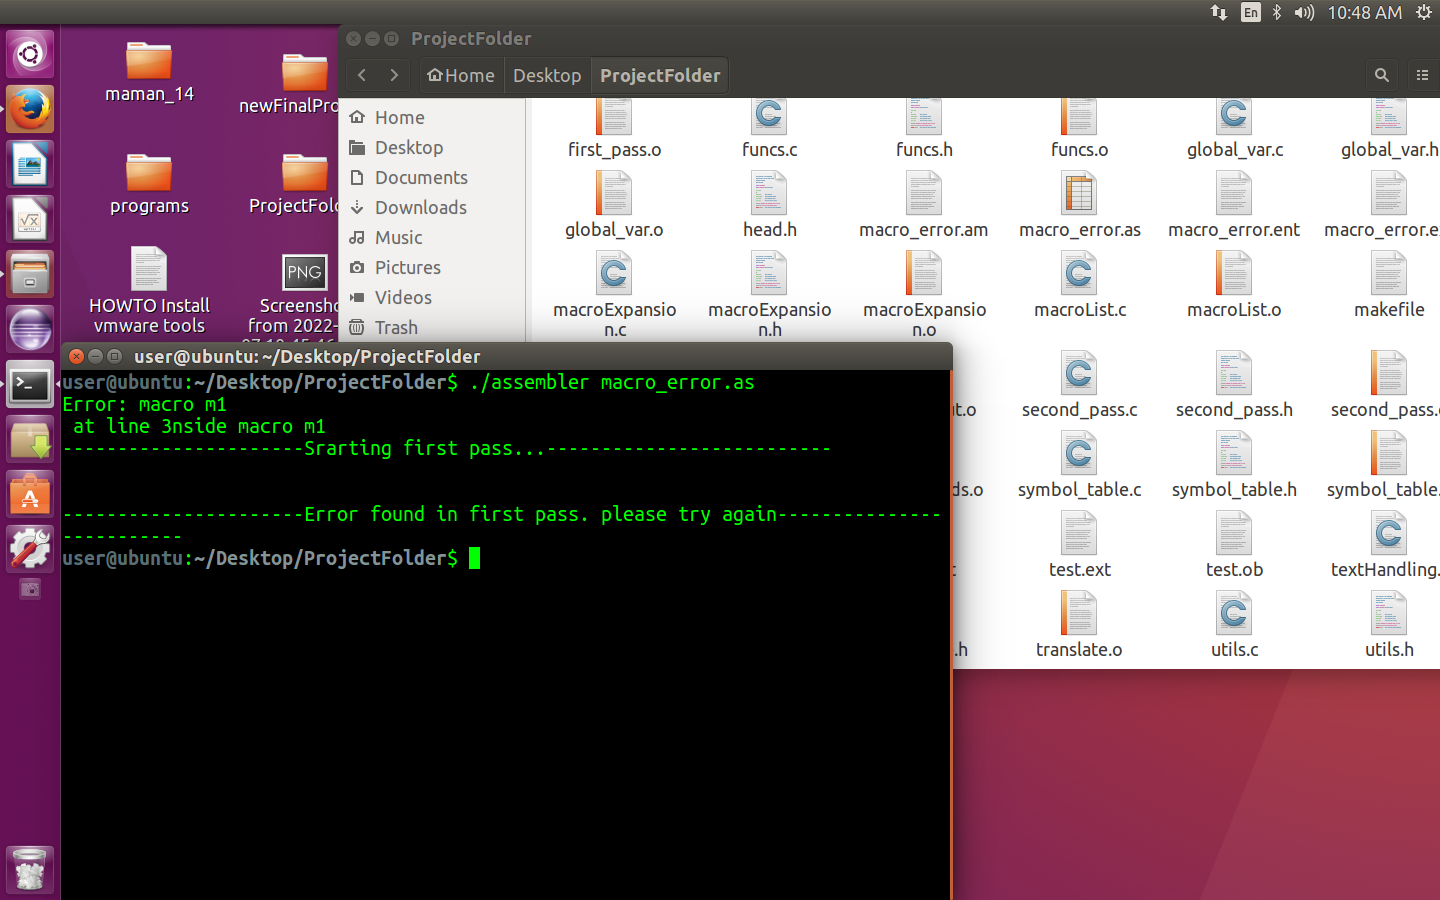 En
10:48 AM
maman_14
newFinalPro
programs
ProjectFol
HOWTO Install
vmware tools
PNG
Screensho
from 2022-
ProjectFolder
Home
Desktop
ProjectFolder
Home
Desktop
Documents
Downloads
Music
Pictures
Videos
Trash
first_pass.o
funcs.c
funcs.h
funcs.o
global_var.c
global_var.h
global_var.o
head.h
macro_error.am
macro_error.as
macro_error.ent
macro_error.e
macroExpansio
n.c
macroExpansio
n.h
macroExpansio
n.o
macroList.c
macroList.o
makefile
t.o
second_pass.c
second_pass.h
second_pass.
ds.o
symbol_table.c
symbol_table.h
symbol_table.
test.ext
test.ob
textHandling.
.h
translate.o
utils.c
utils.h
user@ubuntu: ~/Desktop/ProjectFolder
user@ubuntu:~/Desktop/ProjectFolder$ ./assembler macro_error.as
Error: macro m1
at line 3nside macro m1
----------------------Srarting first pass...--------------------------
----------------------Error found in first pass. please try again---------------
-----------
user@ubuntu:~/Desktop/ProjectFolder$